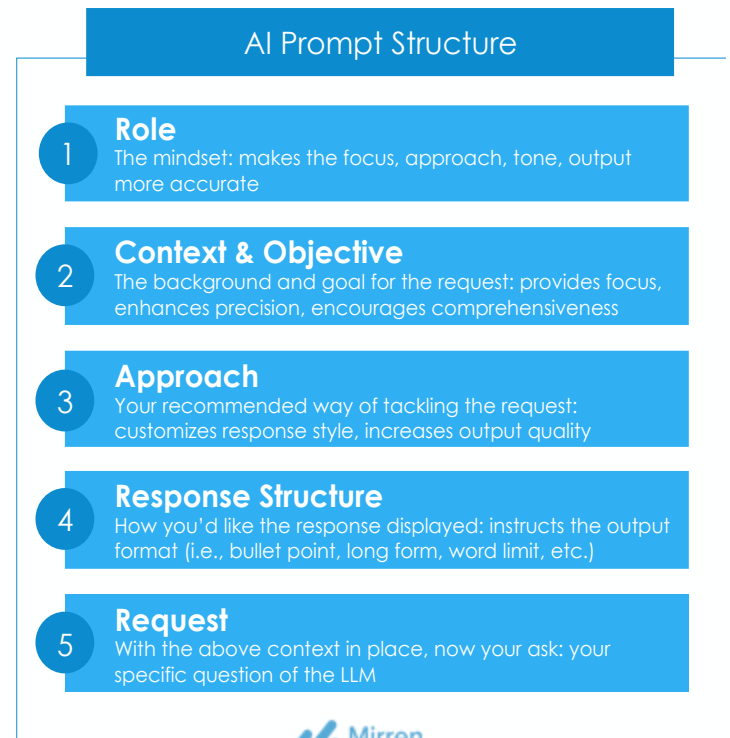 AI Prompt Structure
1
Role
The mindset: makes the focus, approach, tone, output
more accurate
2
Context & Objective
The background and goal for the request: provides focus,
enhances precision, encourages comprehensiveness
3
Approach
Your recommended way of tackling the request:
customizes response style, increases output quality
4
Response Structure
How you’d like the response displayed: instructs the output
format (i.e., bullet point, long form, word limit, etc.)
5
Request
With the above context in place, now your ask: your
specific question of the LLM
Mirren